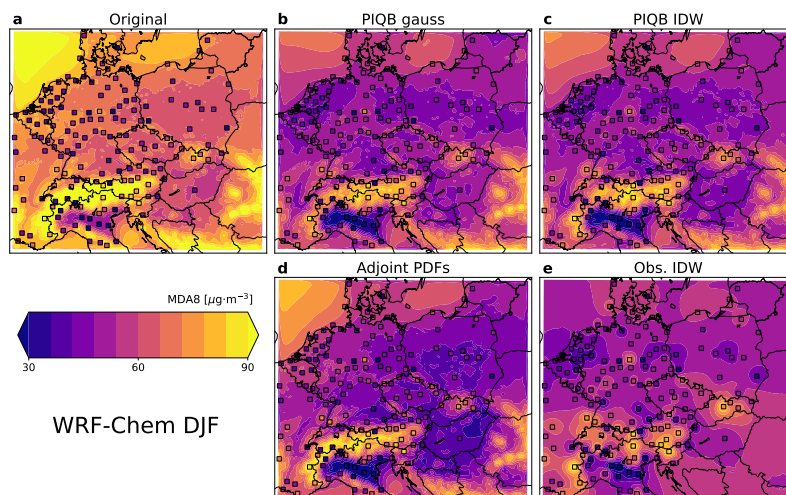 a Original
b PIQB gauss
c PIQB IDW
d Adjoint PDFs
e Obs. IDW
MDA8 [μg·m⁻³]
30 60 90
WRF-Chem DJF